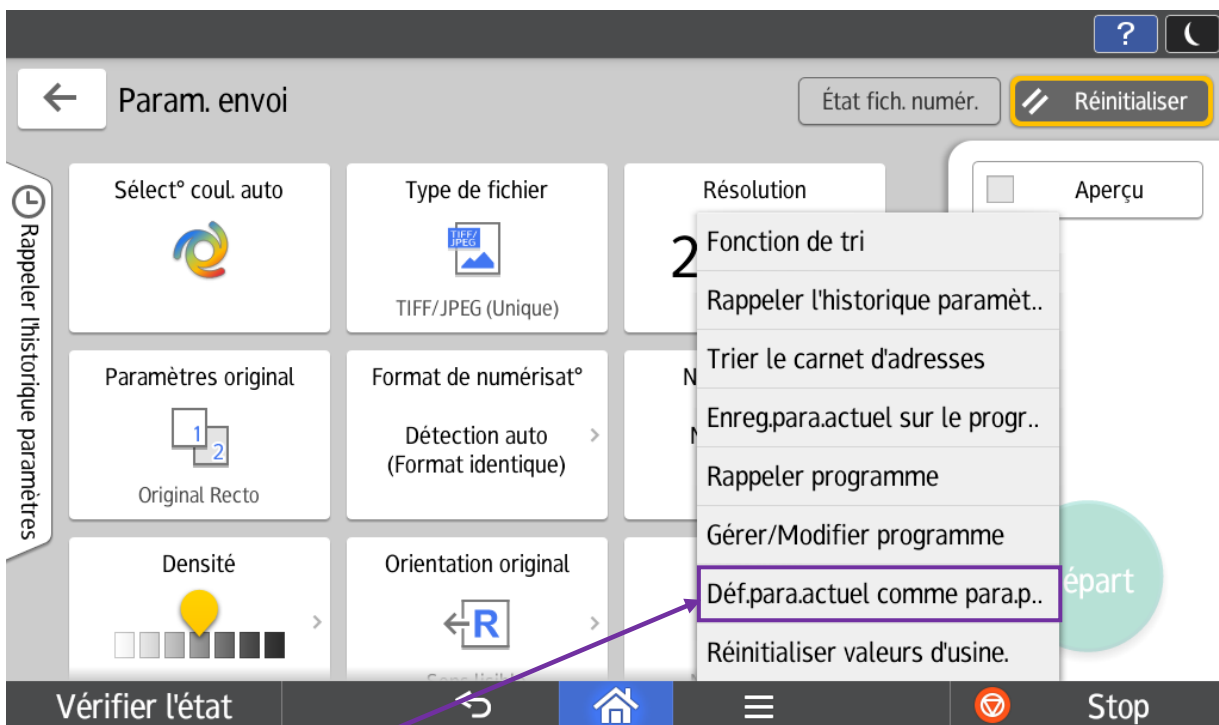 ?
Param. envoi
État fich. numér.
Réinitialiser
Rappeler l'historique paramètres
Sélect° coul. auto
Type de fichier
TIFF/
JPEG
TIFF/JPEG (Unique)
Résolution
2
Aperçu
Paramètres original
1
2
Original Recto
Format de numérisat°
Détection auto
(Format identique)
N
N
Densité
Orientation original
R
Fonction de tri
Rappeler l'historique paramèt..
Trier le carnet d'adresses
Enreg.para.actuel sur le progr..
Rappeler programme
Gérer/Modifier programme
Déf.para.actuel comme para.p..
Réinitialiser valeurs d'usine.
épart
Vérifier l'état
Stop